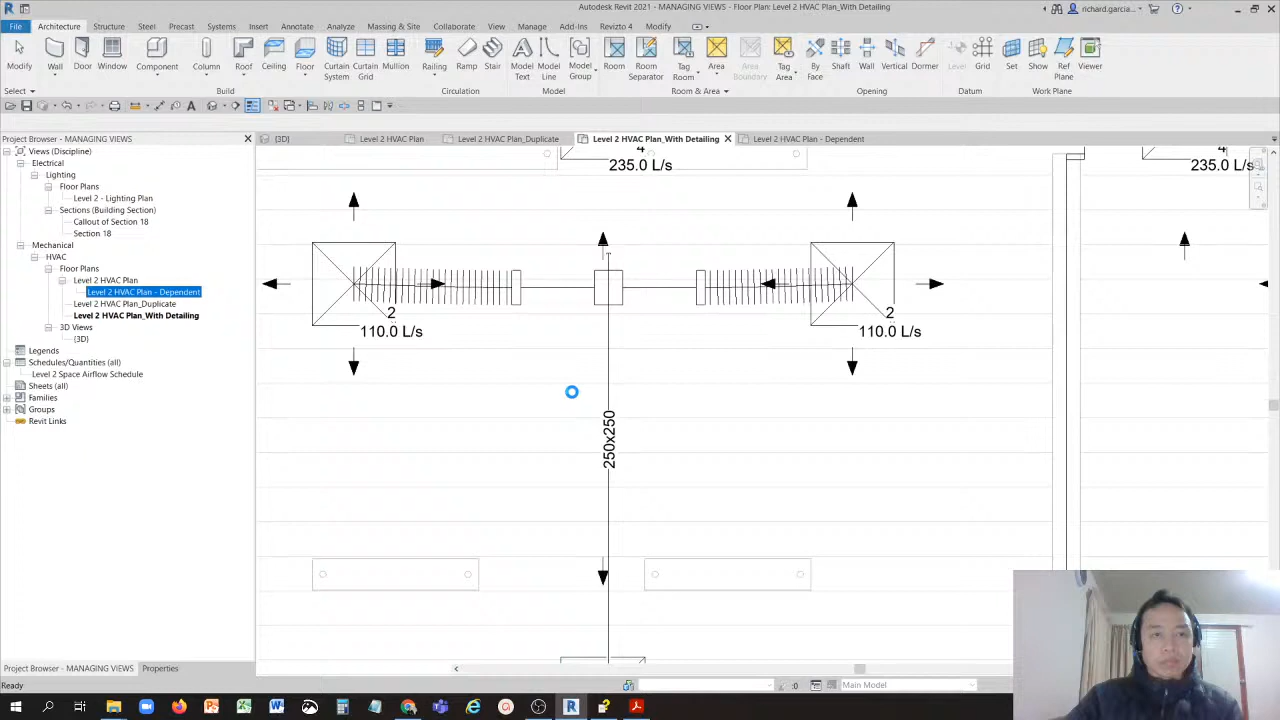 Autodesk Revit 2021 - MANAGING VIEWS - Floor Plan: Level 2 HVAC Plan_With Detailing
richard.garcia...
File Architecture Structure Steel Precast Systems Insert Annotate Analyze Massing & Site Collaborate View Manage Add-Ins Revizto 4 Modify
Modify Wall Door Window Component Column Roof Ceiling Floor Curtain System Curtain Grid Mullion Railing Ramp Stair Model Text Model Line Model Group Room Room Separator Tag Room Area Area Boundary Tag Area By Face Shaft Wall Vertical Dormer Level Grid Set Show Ref Plane Viewer
Select Build Circulation Model Room & Area Opening Datum Work Plane
Project Browser - MANAGING VIEWS
{3D} Level 2 HVAC Plan Level 2 HVAC Plan_Duplicate Level 2 HVAC Plan_With Detailing Level 2 HVAC Plan - Dependent
Views (Discipline)
Electrical
Lighting
Floor Plans
Level 2 - Lighting Plan
Sections (Building Section)
Callout of Section 18
Section 18
Mechanical
HVAC
Floor Plans
Level 2 HVAC Plan
Level 2 HVAC Plan - Dependent
Level 2 HVAC Plan_Duplicate
Level 2 HVAC Plan_With Detailing
3D Views
{3D}
Legends
Schedules/Quantities (all)
Level 2 Space Airflow Schedule
Sheets (all)
Families
Groups
Revit Links
4
235.0 L/s
4
235.0 L/s
2
110.0 L/s
2
110.0 L/s
250x250
Project Browser - MANAGING VIEWS Properties
Ready
:0
Main Model